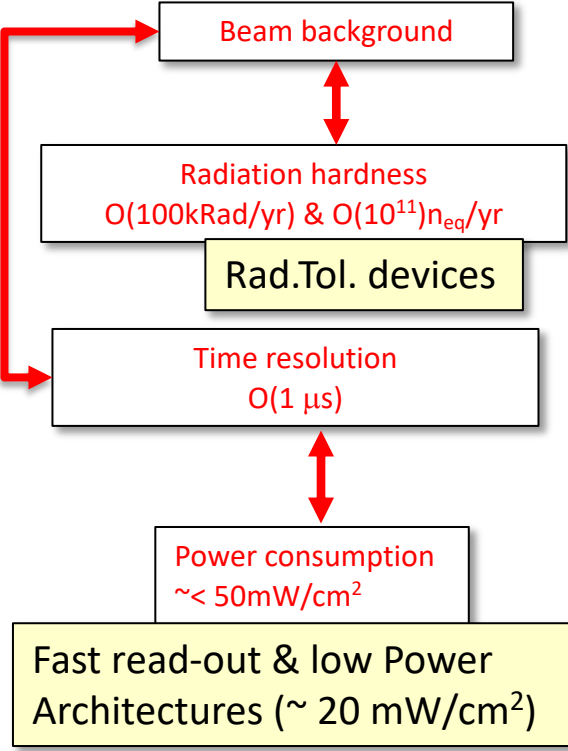 Beam background
Radiation hardness
O(100kRad/yr) & O(10¹¹)nₑq/yr
Rad.Tol. devices
Time resolution
O(1 μs)
Power consumption
~< 50mW/cm²
Fast read-out & low Power
Architectures (~ 20 mW/cm²)